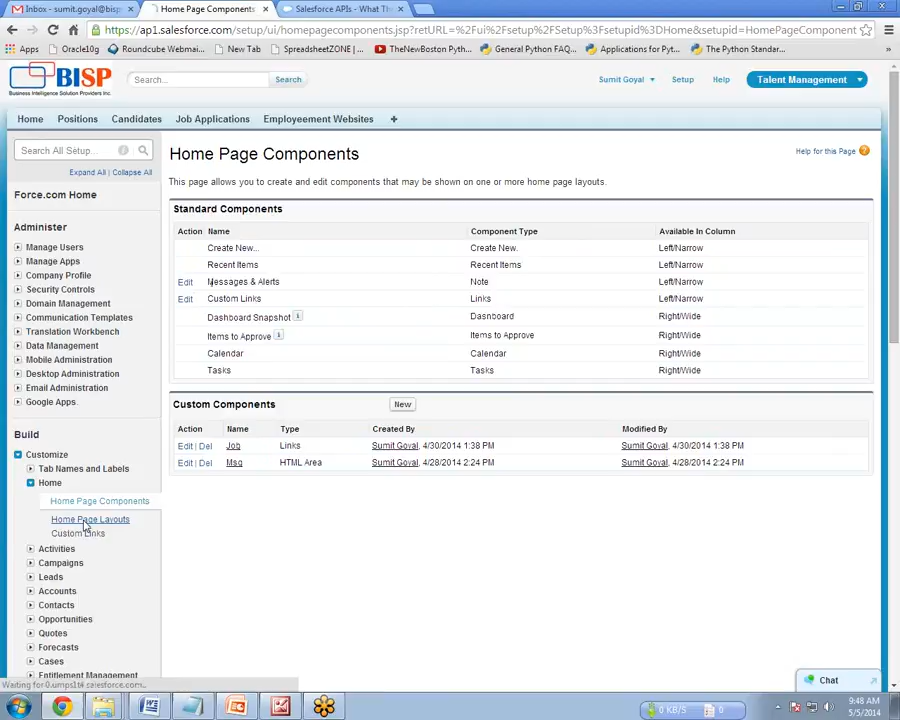 Inbox - sumit.goyal@bisp
Home Page Components
Salesforce APIs - What Th
https://ap1.salesforce.com/setup/ui/homepagecomponents.jsp?retURL=%2Fui%2Fsetup%2FSetup%3Fsetupid%3DHome&setupid=HomePageComponent
Apps
Oracle10g
Roundcube Webmai...
New Tab
SpreadsheetZONE | ...
TheNewBoston Pyth...
General Python FAQ...
Applications for Pyt...
The Python Standar...
»
BISP
Business Intelligence Solution Providers Inc.
Search...
Search
Sumit Goyal
Setup
Help
Talent Management
Home
Positions
Candidates
Job Applications
Employeement Websites
+
Search All Setup...
Expand All | Collapse All
Force.com Home
Administer
Manage Users
Manage Apps
Company Profile
Security Controls
Domain Management
Communication Templates
Translation Workbench
Data Management
Mobile Administration
Desktop Administration
Email Administration
Google Apps.
Build
Customize
Tab Names and Labels
Home
Home Page Components
Home Page Layouts
Custom Links
Activities
Campaigns
Leads
Accounts
Contacts
Opportunities
Quotes
Forecasts
Cases
Entitlement Management
Home Page Components
Help for this Page
This page allows you to create and edit components that may be shown on one or more home page layouts.
Standard Components
Action Name Component Type Available In Column
Create New... Create New. Left/Narrow
Recent Items Recent Items Left/Narrow
Edit Messages & Alerts Note Left/Narrow
Edit Custom Links Links Left/Narrow
Dashboard Snapshot Dasnboard Right/Wide
Items to Approve Items to Approve Right/Wide
Calendar Calendar Right/Wide
Tasks Tasks Right/Wide
Custom Components
New
Action Name Type Created By Modified By
Edit | Del Job Links Sumit Goyal, 4/30/2014 1:38 PM Sumit Goyal, 4/30/2014 1:38 PM
Edit | Del Msg HTML Area Sumit Goyal, 4/28/2014 2:24 PM Sumit Goyal, 4/28/2014 2:24 PM
Chat
0 KB/S
0
9:48 AM
5/5/2014